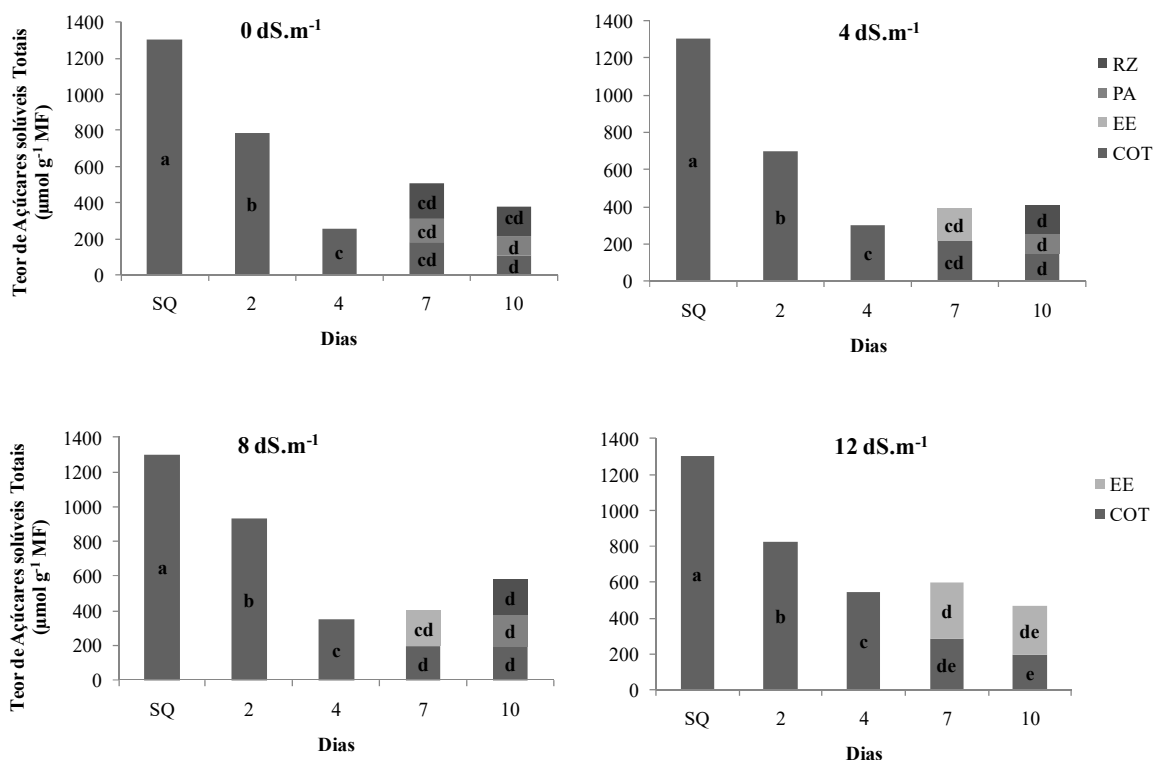 0 dS.m-1
Teor de Açúcares solúveis Totais
(µmol g-1 MF)
1400
1200
1000
800
600
400
200
0
a
b
c
cd
cd
cd
cd
d
d
SQ 2 4 7 10
Dias
4 dS.m-1
1400
1200
1000
800
600
400
200
0
a
b
c
cd
cd
d
d
d
SQ 2 4 7 10
Dias
RZ
PA
EE
COT
8 dS.m-1
Teor de Açúcares solúveis Totais
(µmol g-1 MF)
1400
1200
1000
800
600
400
200
0
a
b
c
cd
d
d
d
d
SQ 2 4 7 10
Dias
12 dS.m-1
1400
1200
1000
800
600
400
200
0
a
b
c
d
de
de
e
SQ 2 4 7 10
Dias
EE
COT